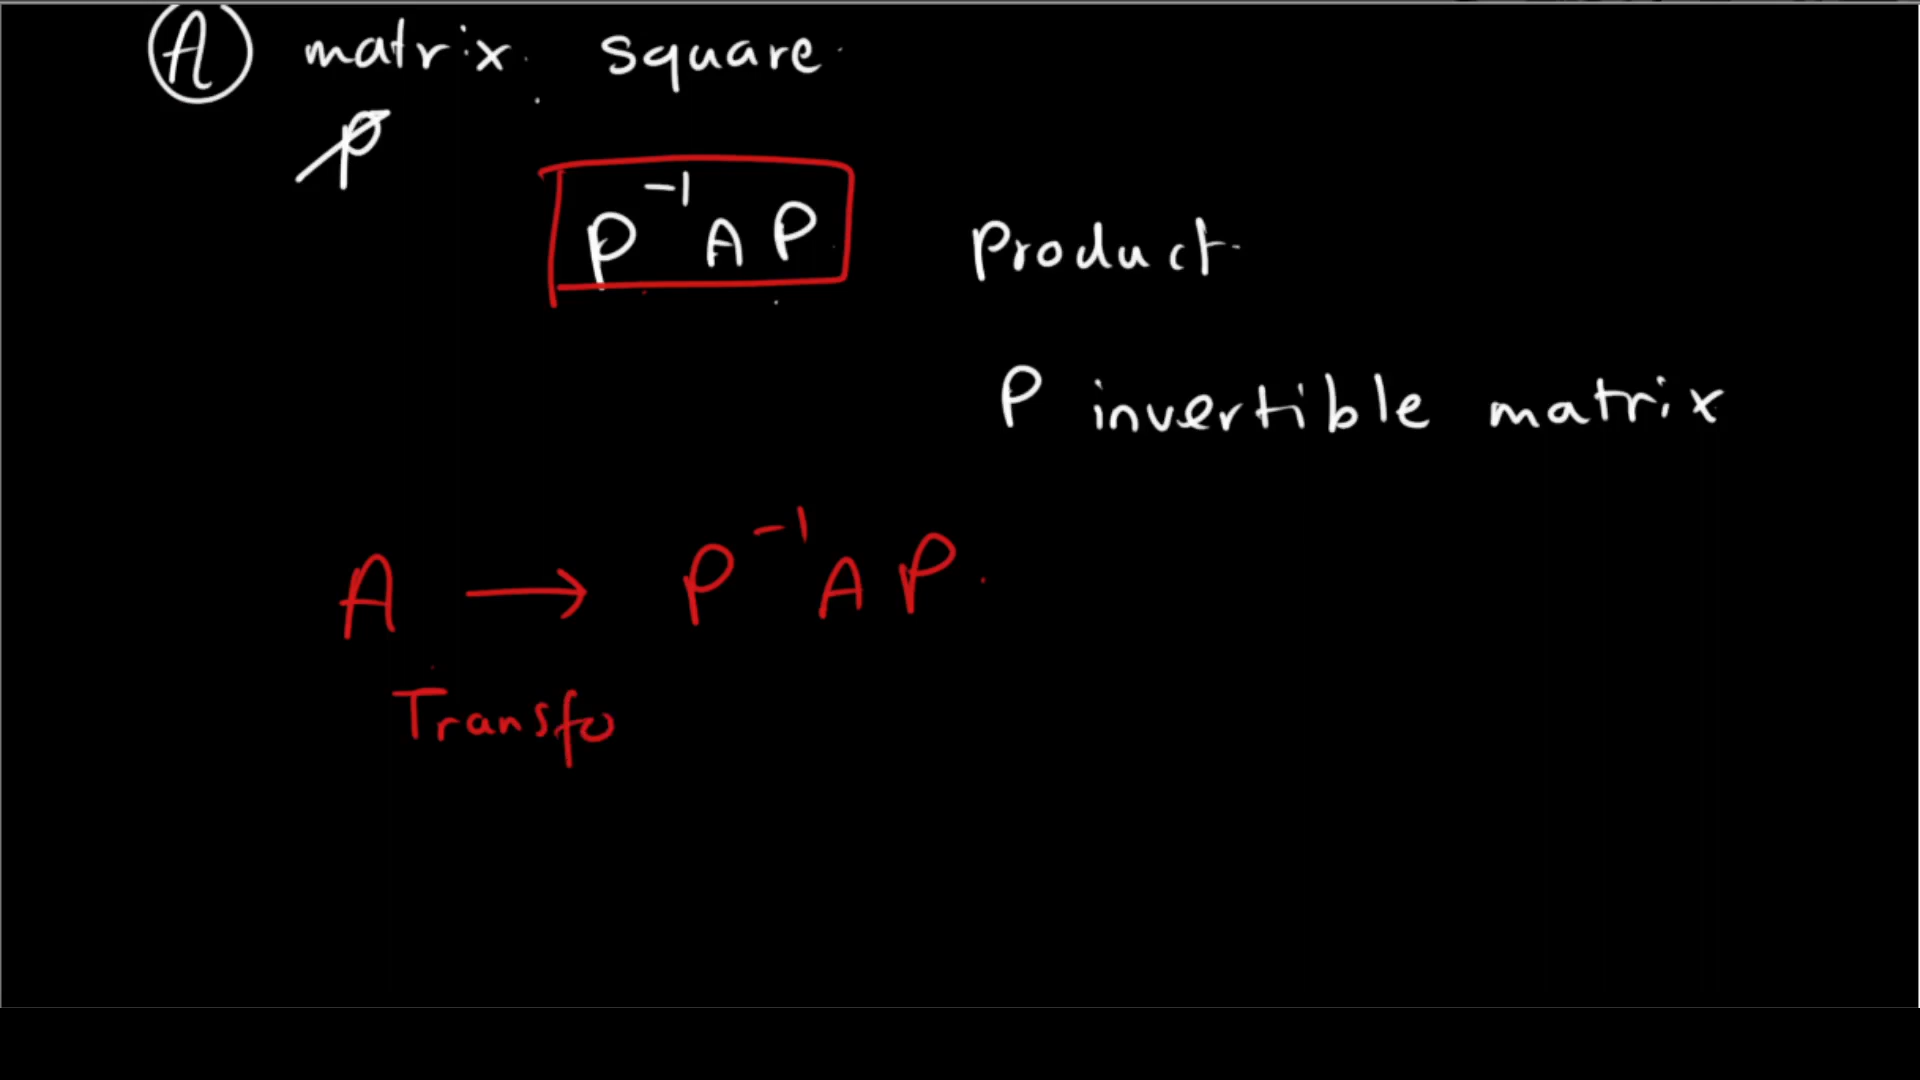 A matrix. square.
P
P⁻¹AP Product.
P invertible matrix
A → P⁻¹AP.
Transfo